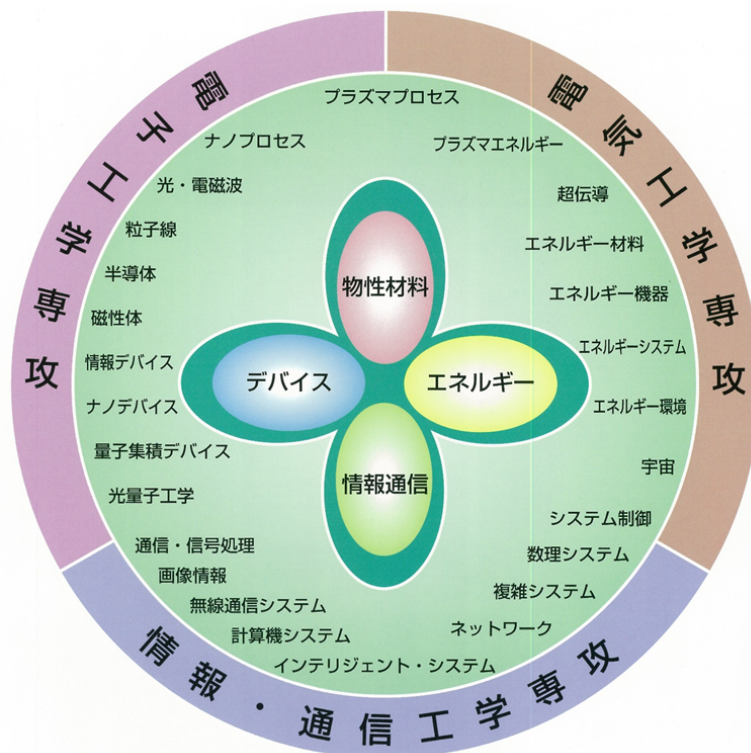 電子工学専攻
電気工学専攻
情報・通信工学専攻
プラズマプロセス
ナノプロセス
光・電磁波
粒子線
半導体
磁性体
情報デバイス
ナノデバイス
量子集積デバイス
光量子工学
通信・信号処理
画像情報
無線通信システム
計算機システム
インテリジェント・システム
プラズマエネルギー
超伝導
エネルギー材料
エネルギー機器
エネルギーシステム
エネルギー環境
宇宙
システム制御
数理システム
複雑システム
ネットワーク
物性材料
デバイス
エネルギー
情報通信